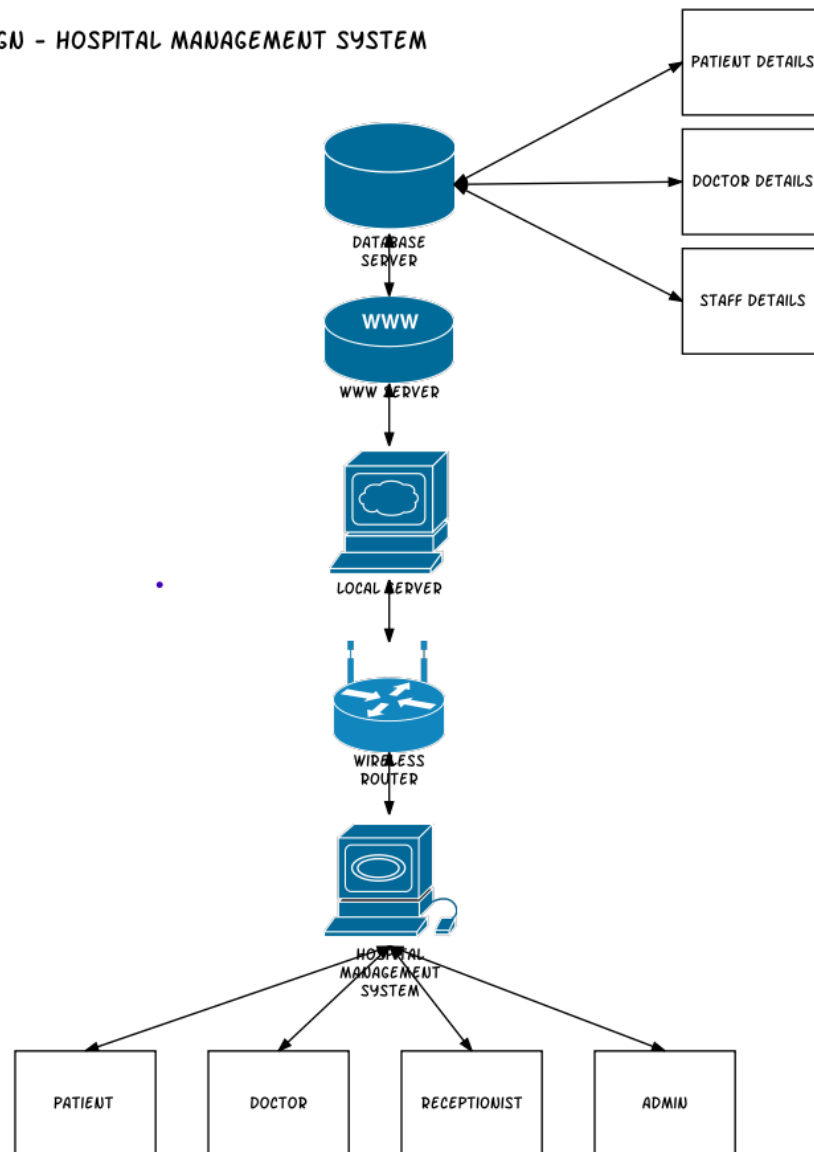 GN - HOSPITAL MANAGEMENT SYSTEM
PATIENT DETAILS
DOCTOR DETAILS
STAFF DETAILS
DATABASE
SERVER
WWW
WWW SERVER
LOCAL SERVER
WIRELESS
ROUTER
HOSPITAL
MANAGEMENT
SYSTEM
PATIENT
DOCTOR
RECEPTIONIST
ADMIN